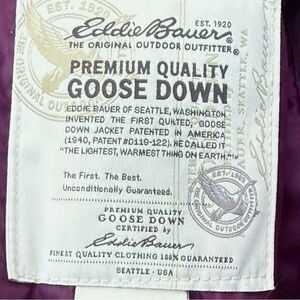 EST. 1920
Eddie Bauer®
THE ORIGINAL OUTDOOR OUTFITTER®
PREMIUM QUALITY
GOOSE DOWN
EDDIE BAUER OF SEATTLE, WASHINGTON
INVENTED THE FIRST QUILTED, GOOSE
DOWN JACKET PATENTED IN AMERICA
(1940, PATENT #D119-122). HE CALLED IT
"THE LIGHTEST, WARMEST THING ON EARTH."™
The First. The Best.
Unconditionally Guaranteed.
PREMIUM QUALITY
GOOSE DOWN
CERTIFIED by
Eddie Bauer
FINEST QUALITY CLOTHING 100% GUARANTEED
SEATTLE · USA
EST. 1920